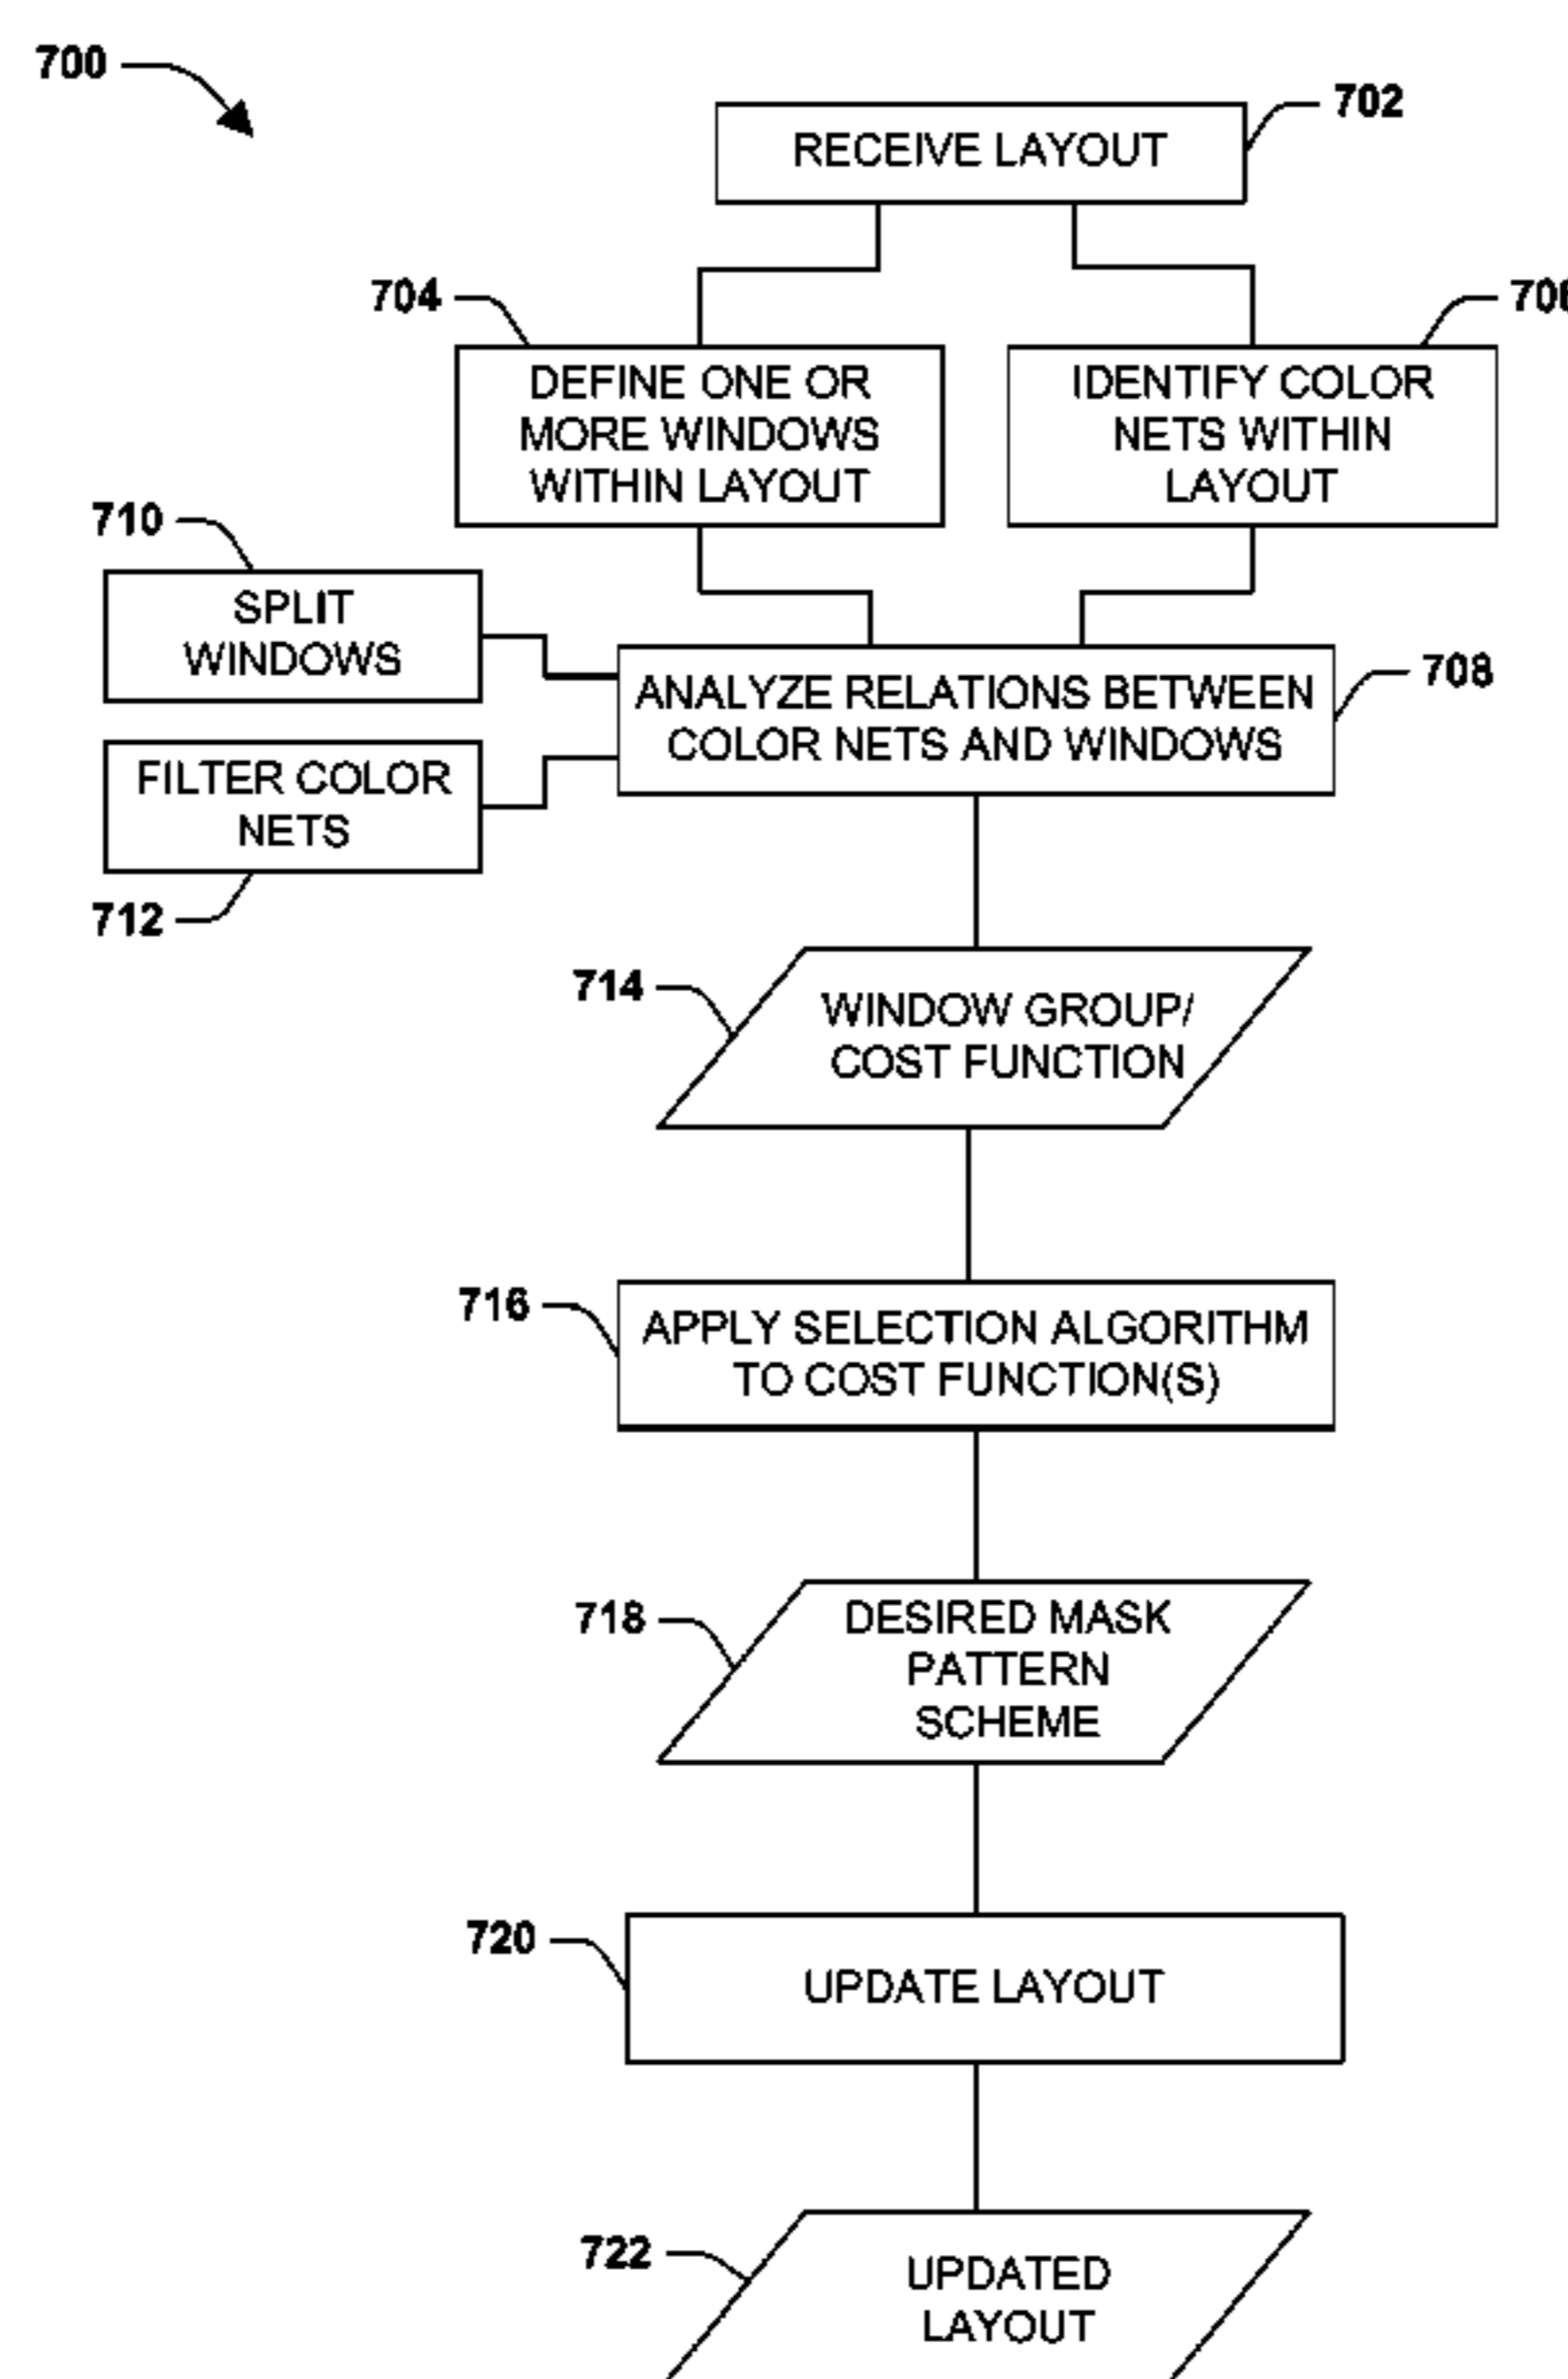 700
702
RECEIVE LAYOUT
704
DEFINE ONE OR
MORE WINDOWS
WITHIN LAYOUT
IDENTIFY COLOR
NETS WITHIN
LAYOUT
710
SPLIT
WINDOWS
708
ANALYZE RELATIONS BETWEEN
COLOR NETS AND WINDOWS
FILTER COLOR
NETS
712
714
WINDOW GROUP/
COST FUNCTION
716
APPLY SELECTION ALGORITHM
TO COST FUNCTION(S)
718
DESIRED MASK
PATTERN
SCHEME
720
UPDATE LAYOUT
722
UPDATED
LAYOUT